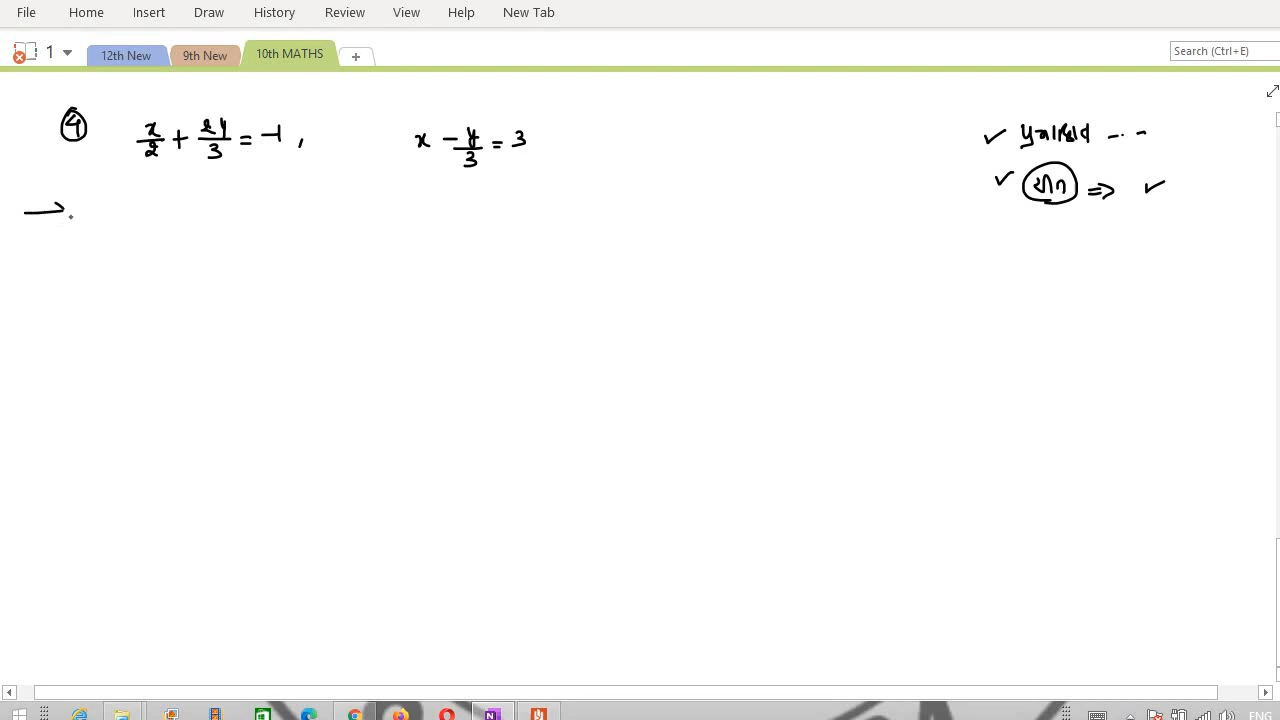 File Home Insert Draw History Review View Help New Tab
1 12th New 9th New 10th MATHS + Search (Ctrl+E)
④ x/2 + 2y/3 = -1, x - y/3 = 3
ENG